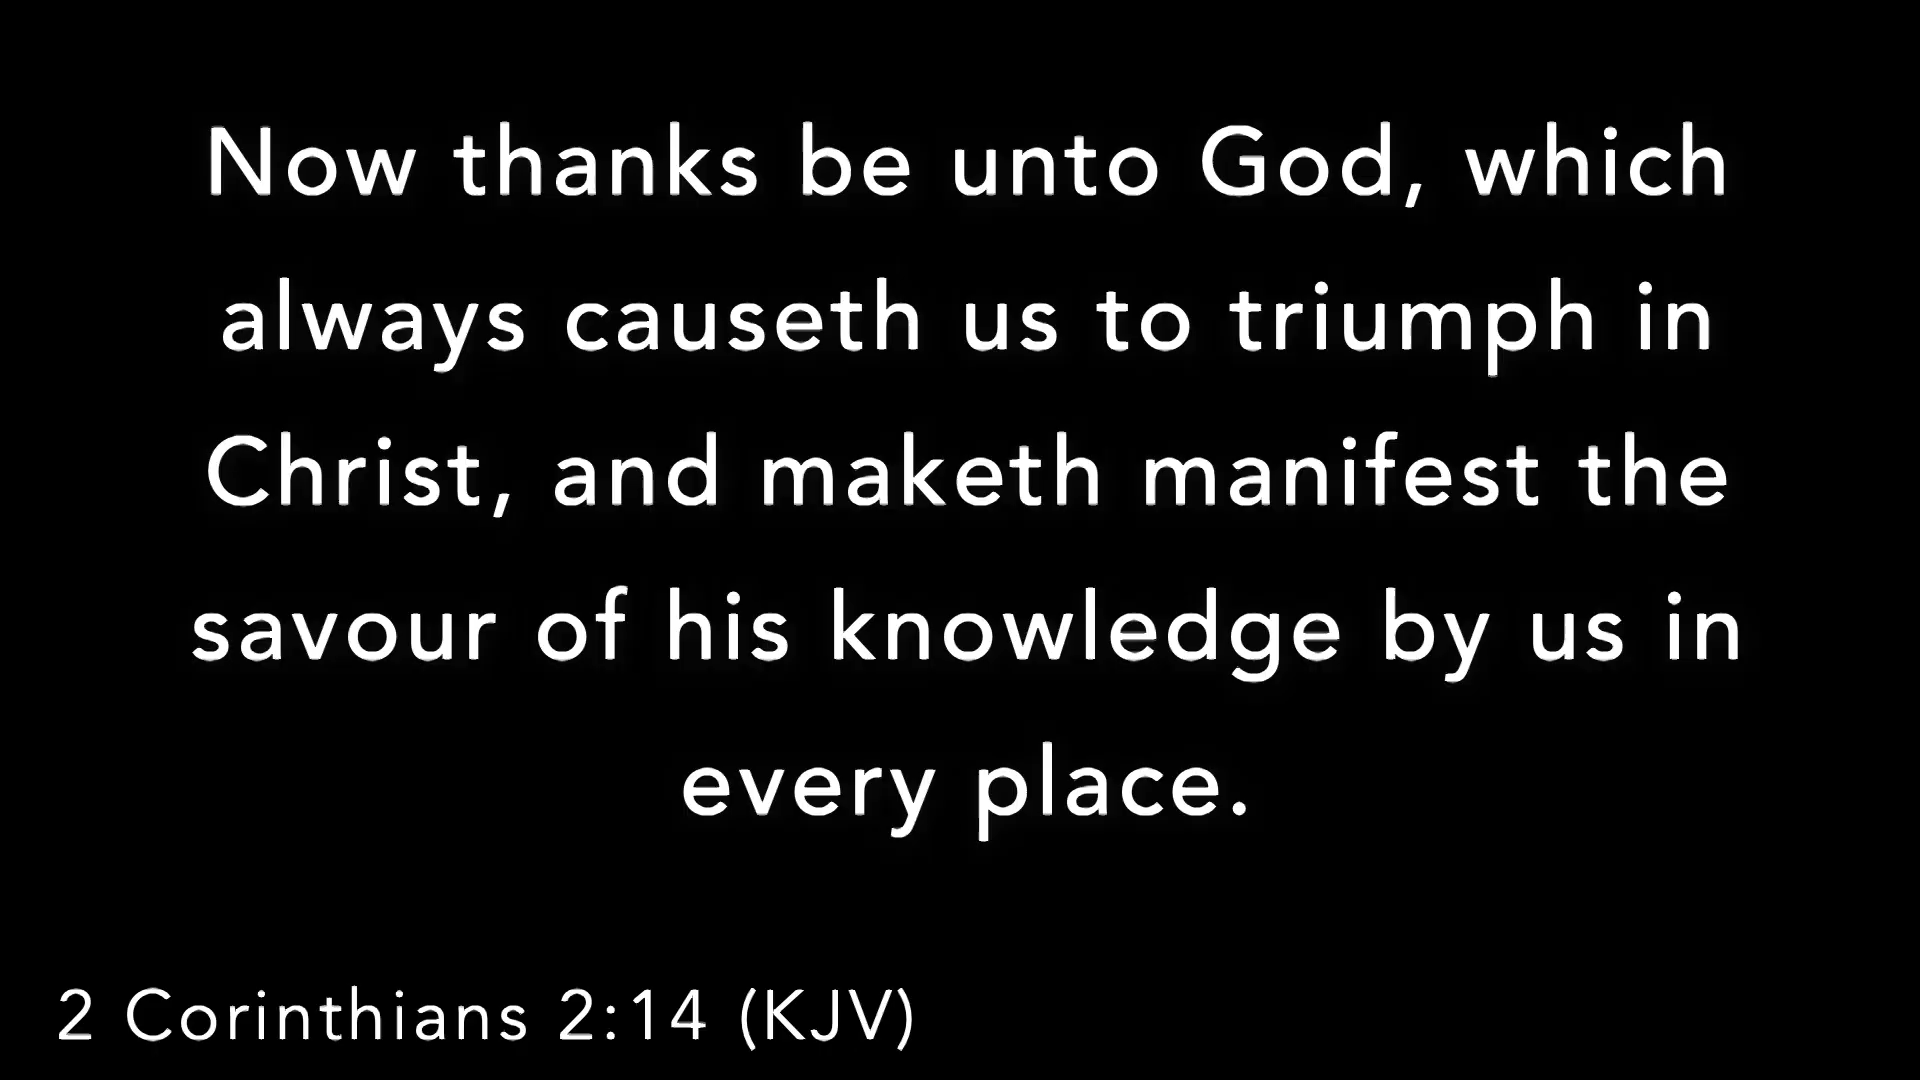 Now thanks be unto God, which
always causeth us to triumph in
Christ, and maketh manifest the
savour of his knowledge by us in
every place.
2 Corinthians 2:14 (KJV)